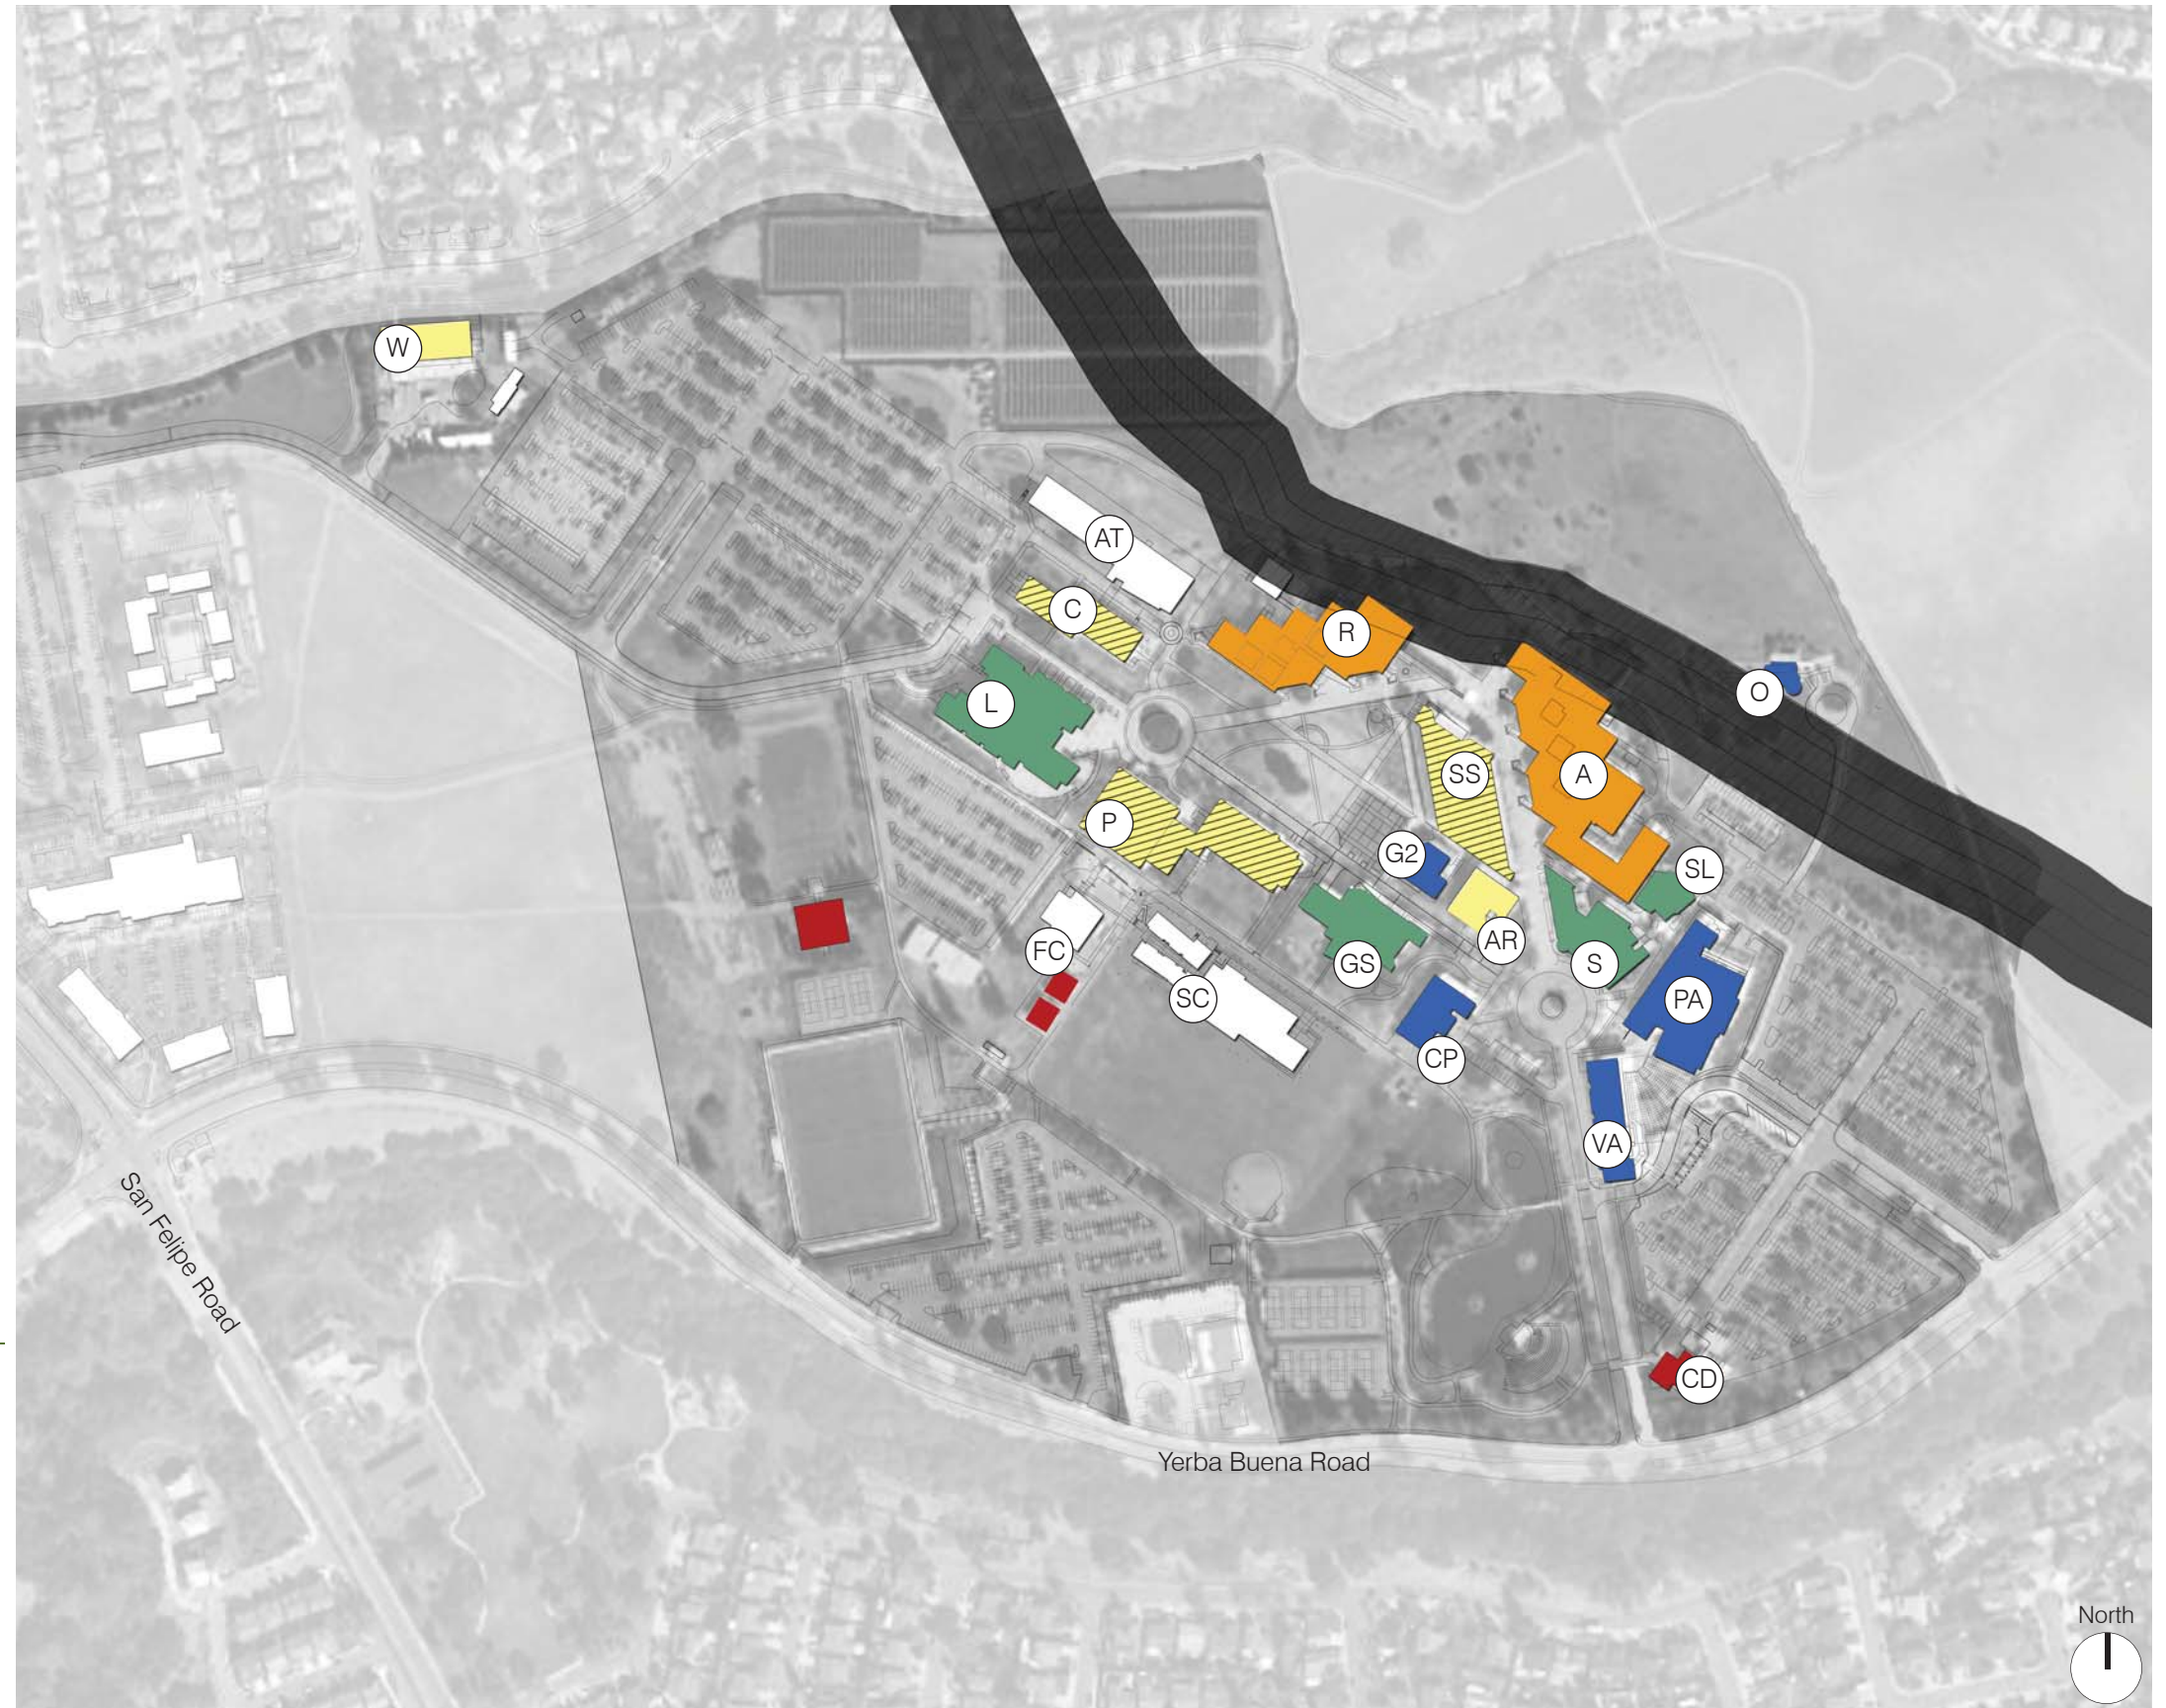 W
AT
C
R
L
O
SS
A
P
G2
SL
AR
FC
GS
S
SC
PA
CP
VA
San Felipe Road
CD
Yerba Buena Road
North